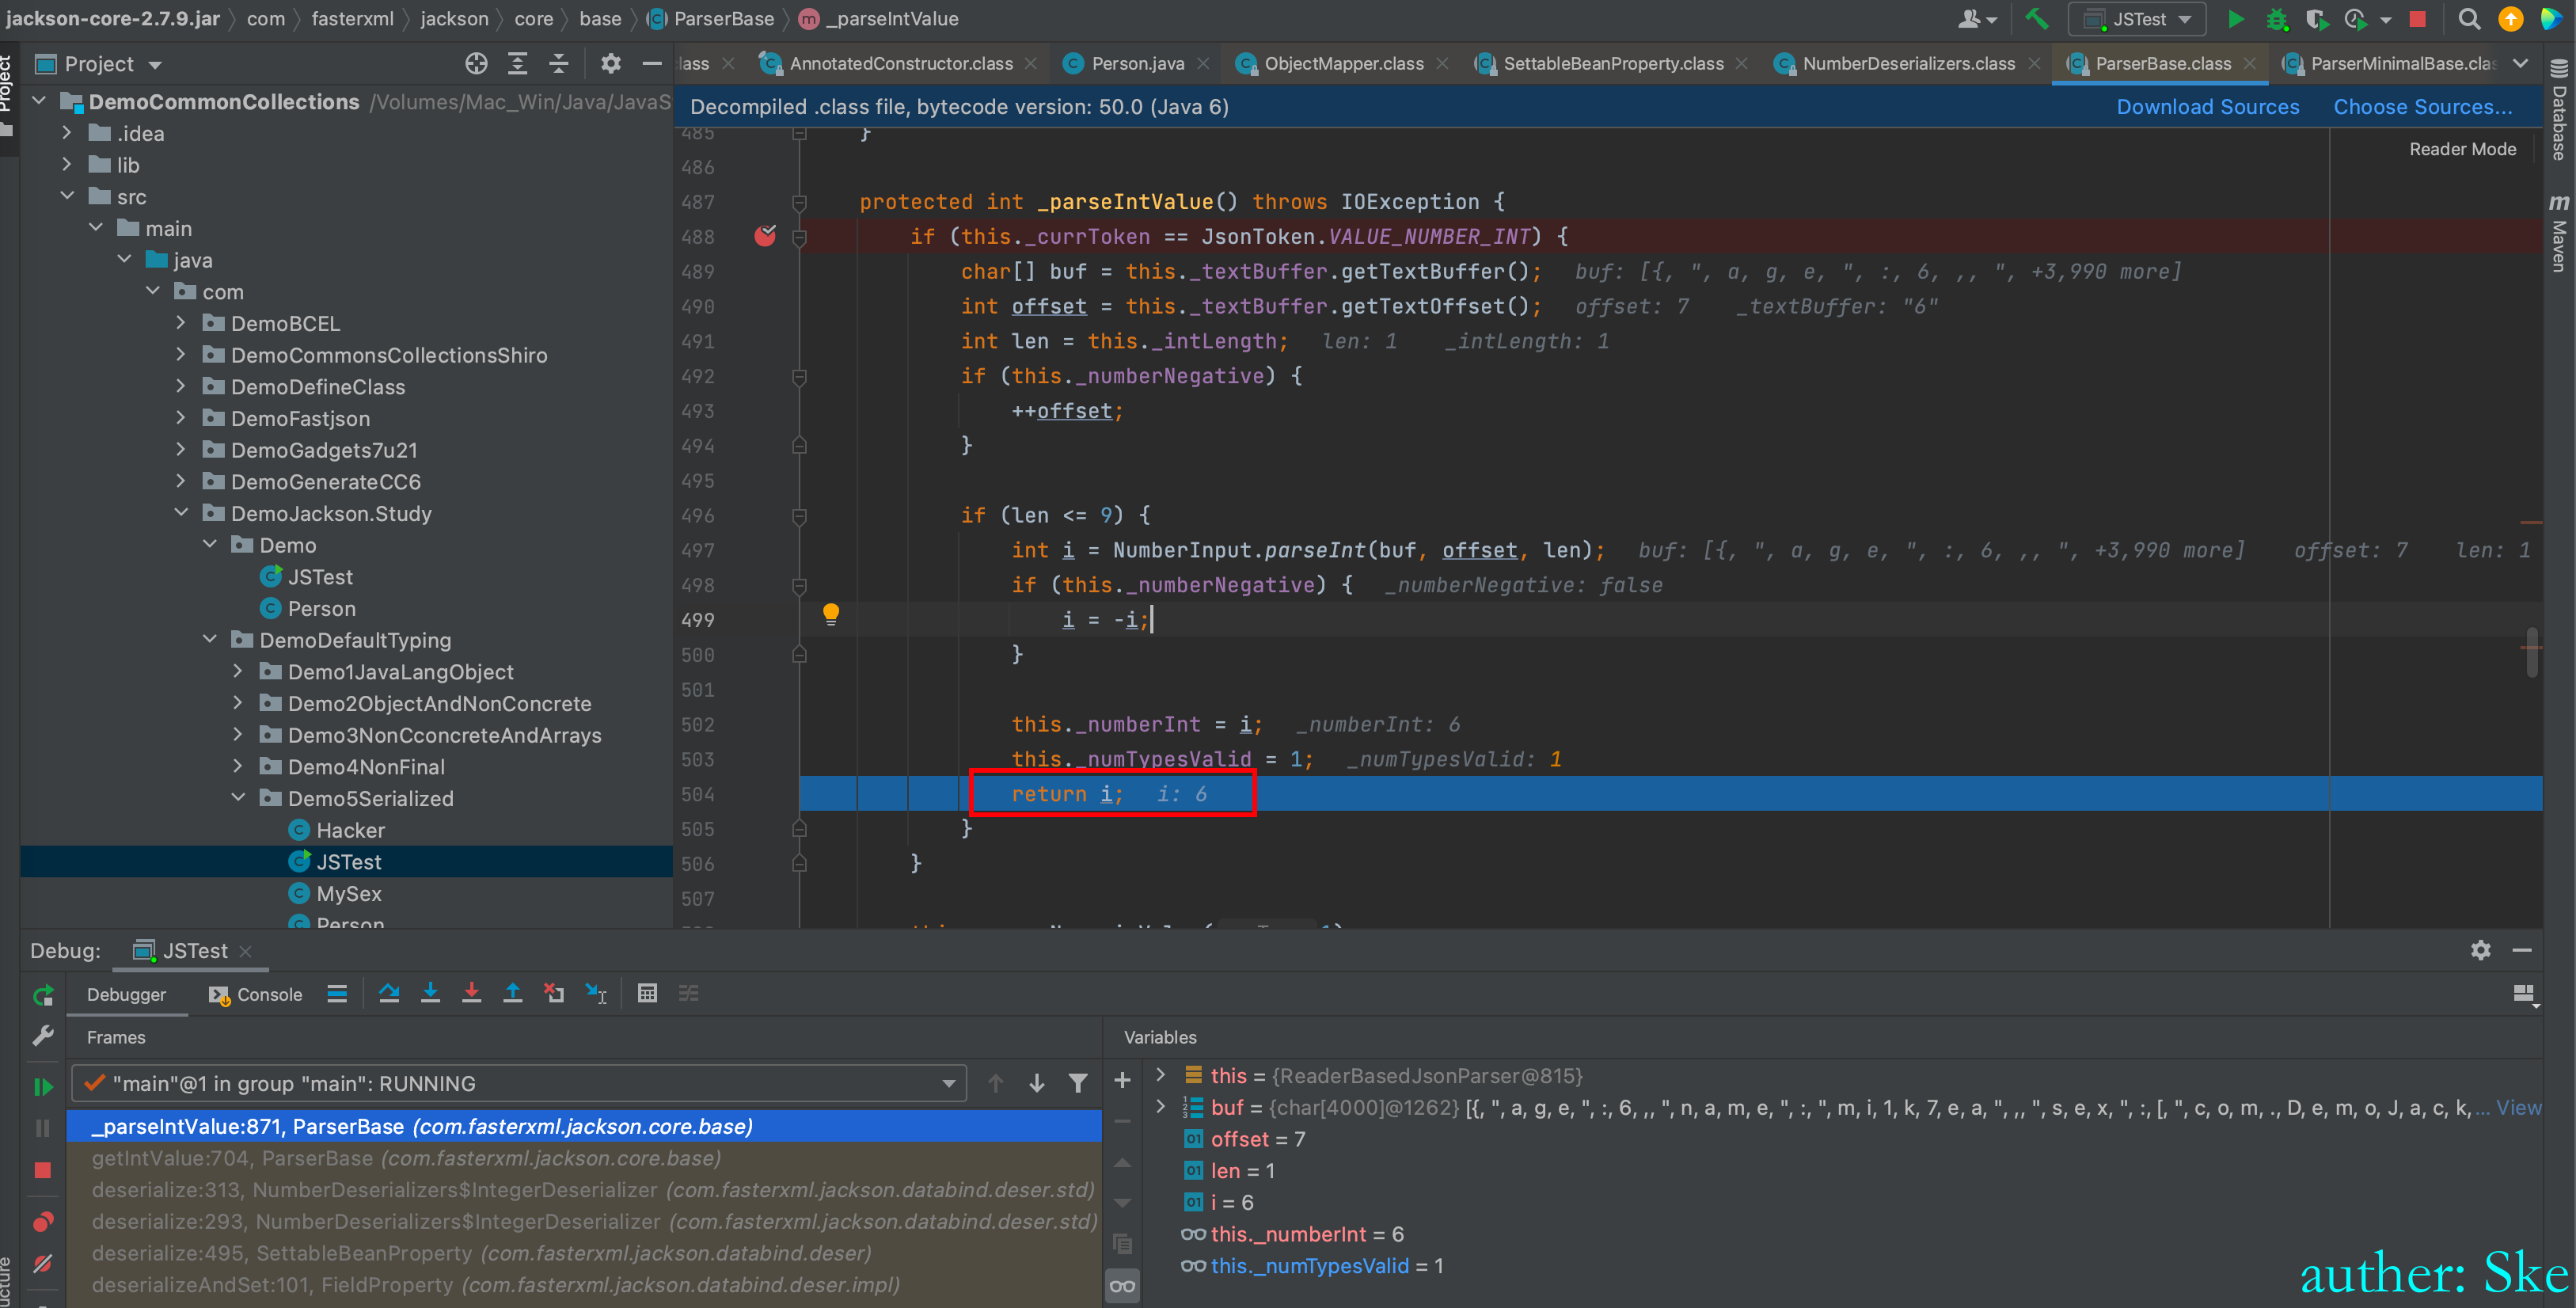 jackson-core-2.7.9.jar com fasterxml jackson core base ParserBase _parseIntValue
JSTest
Project
Project
lass AnnotatedConstructor.class Person.java ObjectMapper.class SettableBeanProperty.class NumberDeserializers.class ParserBase.class ParserMinimalBase.clas
Decompiled .class file, bytecode version: 50.0 (Java 6) Download Sources Choose Sources...
Reader Mode
Database
Maven
DemoCommonCollections /Volumes/Mac_Win/Java/JavaS
.idea
lib
src
main
java
com
DemoBCEL
DemoCommonsCollectionsShiro
DemoDefineClass
DemoFastjson
DemoGadgets7u21
DemoGenerateCC6
DemoJackson.Study
Demo
JSTest
Person
DemoDefaultTyping
Demo1JavaLangObject
Demo2ObjectAndNonConcrete
Demo3NonCconcreteAndArrays
Demo4NonFinal
Demo5Serialized
Hacker
JSTest
MySex
Person
485 }
486
487 protected int _parseIntValue() throws IOException {
488 if (this._currToken == JsonToken.VALUE_NUMBER_INT) {
489 char[] buf = this._textBuffer.getTextBuffer(); buf: [{, ", a, g, e, ", :, 6, ,, ", +3,990 more]
490 int offset = this._textBuffer.getTextOffset(); offset: 7 _textBuffer: "6"
491 int len = this._intLength; len: 1 _intLength: 1
492 if (this._numberNegative) {
493 ++offset;
494 }
495
496 if (len <= 9) {
497 int i = NumberInput.parseInt(buf, offset, len); buf: [{, ", a, g, e, ", :, 6, ,, ", +3,990 more] offset: 7 len: 1
498 if (this._numberNegative) { _numberNegative: false
499 i = -i;
500 }
501
502 this._numberInt = i; _numberInt: 6
503 this._numTypesValid = 1; _numTypesValid: 1
504 return i; i: 6
505 }
506 }
507
Debug: JSTest
Debugger Console
Frames
"main"@1 in group "main": RUNNING
_parseIntValue:871, ParserBase (com.fasterxml.jackson.core.base)
getIntValue:704, ParserBase (com.fasterxml.jackson.core.base)
deserialize:313, NumberDeserializers$IntegerDeserializer (com.fasterxml.jackson.databind.deser.std)
deserialize:293, NumberDeserializers$IntegerDeserializer (com.fasterxml.jackson.databind.deser.std)
deserialize:495, SettableBeanProperty (com.fasterxml.jackson.databind.deser)
deserializeAndSet:101, FieldProperty (com.fasterxml.jackson.databind.deser.impl)
Variables
this = {ReaderBasedJsonParser@815}
buf = {char[4000]@1262} [{, ", a, g, e, ", :, 6, ,, ", n, a, m, e, ", :, ", m, i, 1, k, 7, e, a, ", ,, ", s, e, x, ", :, [, ", c, o, m, ., D, e, m, o, J, a, c, k,... View
offset = 7
len = 1
i = 6
this._numberInt = 6
this._numTypesValid = 1
auther: Ske